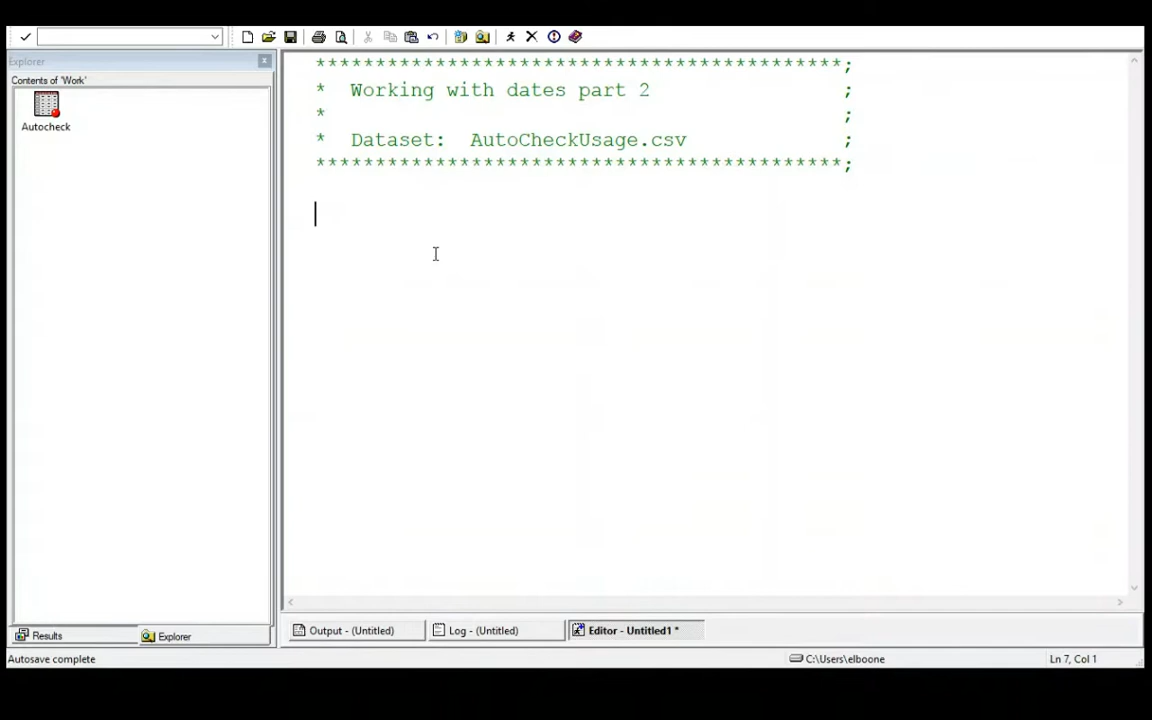 Explorer
Contents of 'Work'
Autocheck
******************************************** ;
* Working with dates part 2 ;
* ;
* Dataset: AutoCheckUsage.csv ;
******************************************** ;
Results
Explorer
Output - (Untitled)
Log - (Untitled)
Editor - Untitled1 *
Autosave complete
C:\Users\elboone
Ln 7, Col 1